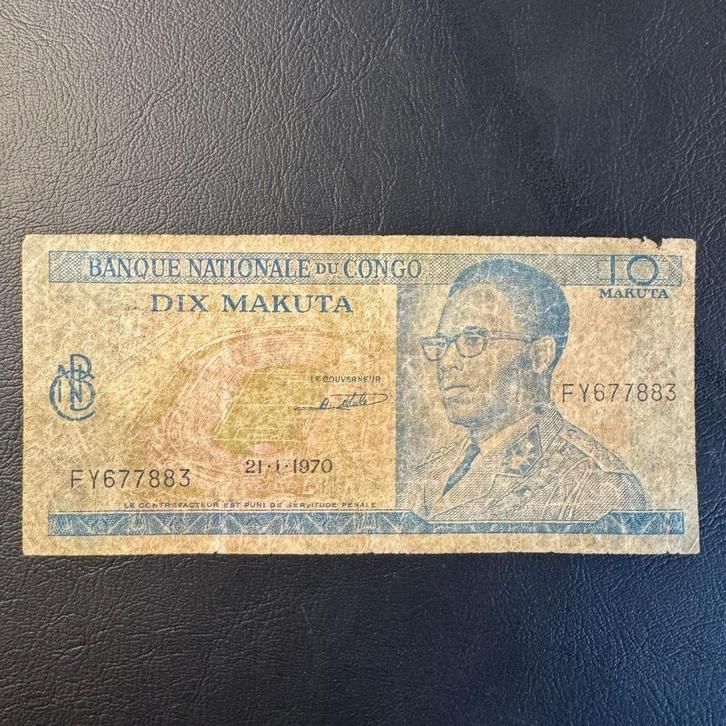 BANQUE NATIONALE DU CONGO
10
MAKUTA
DIX MAKUTA
LE GOUVERNEUR
FY677883
FY677883
21·1·1970
LE CONTREFACTEUR EST PUNI DE SERVITUDE PENALE